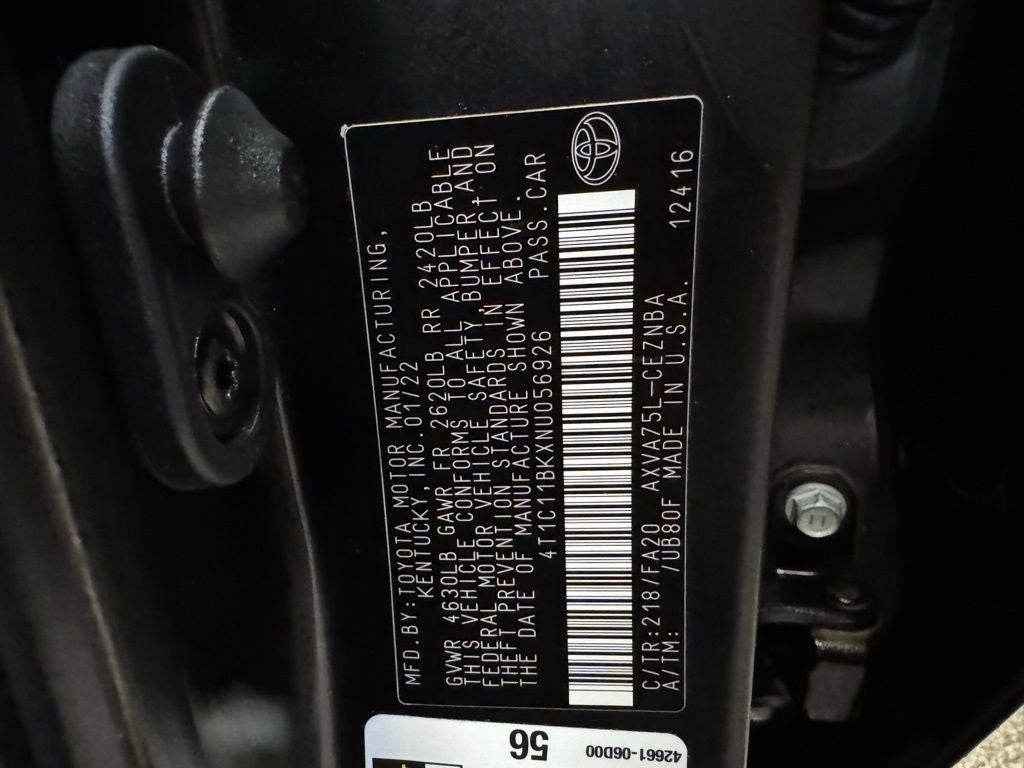 MFD.BY:TOYOTA MOTOR MANUFACTURING,
KENTUCKY, INC. 01/22
GVWR 4630LB GAWR FR 2620LB RR 2420LB
THIS VEHICLE CONFORMS TO ALL APPLICABLE
FEDERAL MOTOR VEHICLE SAFETY, BUMPER, AND
THEFT PREVENTION STANDARDS IN EFFECT ON
THE DATE OF MANUFACTURE SHOWN ABOVE.
4T1C11BKXNU056926 PASS.CAR
C/TR:218/FA20 AXVA75L-CEZNBA
A/TM: /UB80F MADE IN U.S.A. 12416
56
42661-06D00